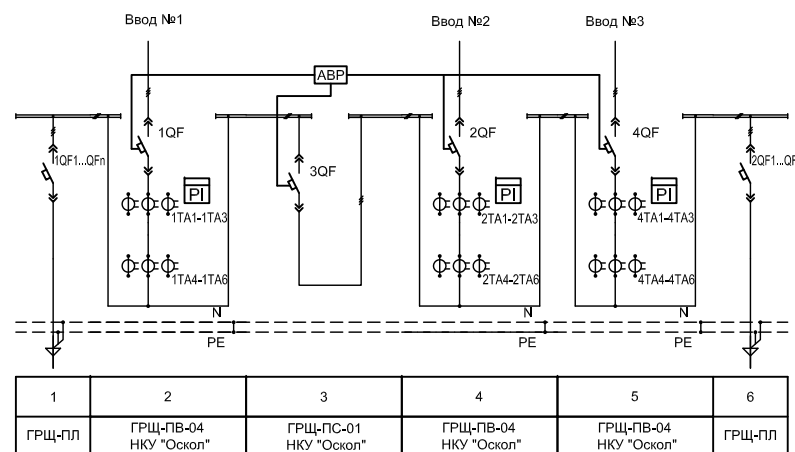 Ввод №1
Ввод №2
Ввод №3
АВР
1QF
2QF
4QF
1QF1...QFn
3QF
2QF1...QF
PI
PI
PI
1TA1-1TA3
2TA1-2TA3
4TA1-4TA3
1TA4-1TA6
2TA4-2TA6
4TA4-4TA6
N
N
N
PE
PE
PE
1
2
3
4
5
6
ГРЩ-ПЛ
ГРЩ-ПВ-04
НКУ "Оскол"
ГРЩ-ПС-01
НКУ "Оскол"
ГРЩ-ПВ-04
НКУ "Оскол"
ГРЩ-ПВ-04
НКУ "Оскол"
ГРЩ-ПЛ